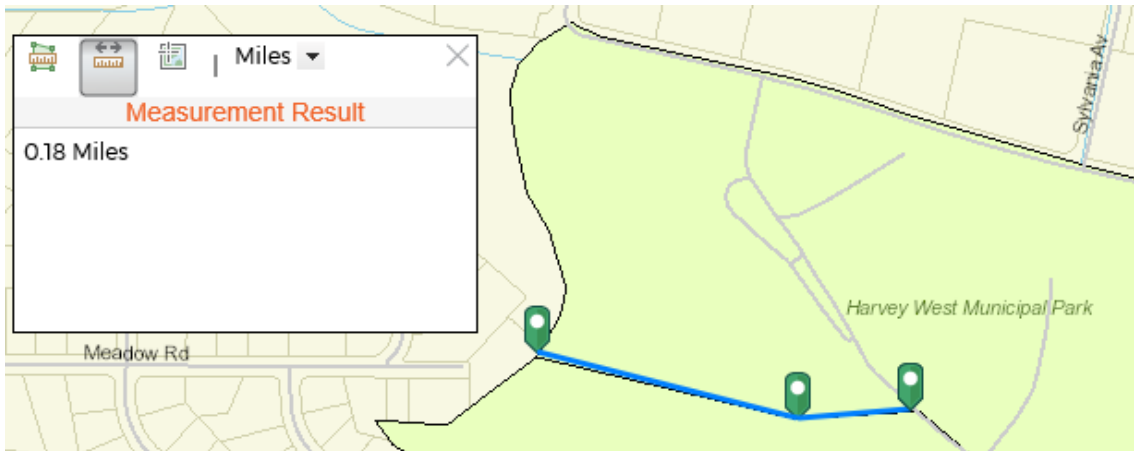 Miles
Measurement Result
0.18 Miles
Sylvania Av
Harvey West Municipal Park
Meadow Rd